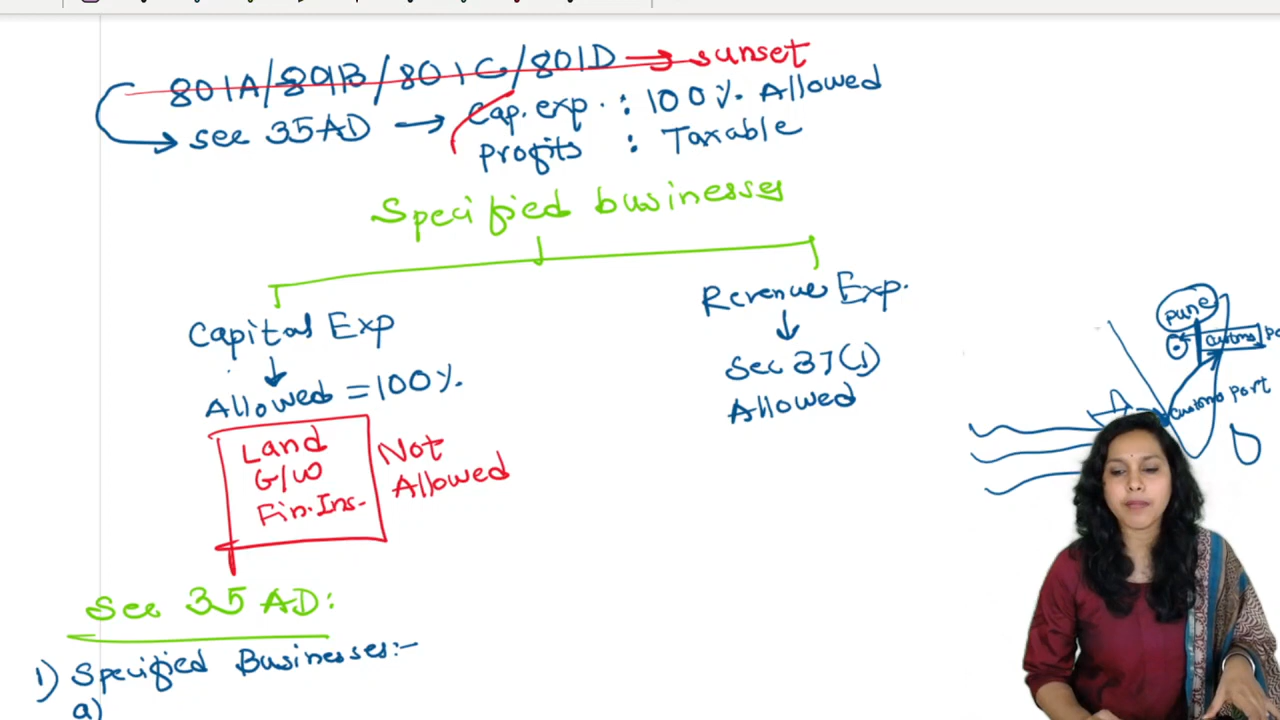 80IA/80IB/80IC/80ID → sunset
see 35AD → Cap. exp. : 100% Allowed
Profits : Taxable
Specified businesses
Capital Exp
Allowed = 100%
Land
G/W
Fin. Ins.
Not
Allowed
Revenue Exp.
Sec 37(1)
Allowed
Pune
Customs
Customs Port
Sec 35 AD:
1) Specified Businesses:-
a)